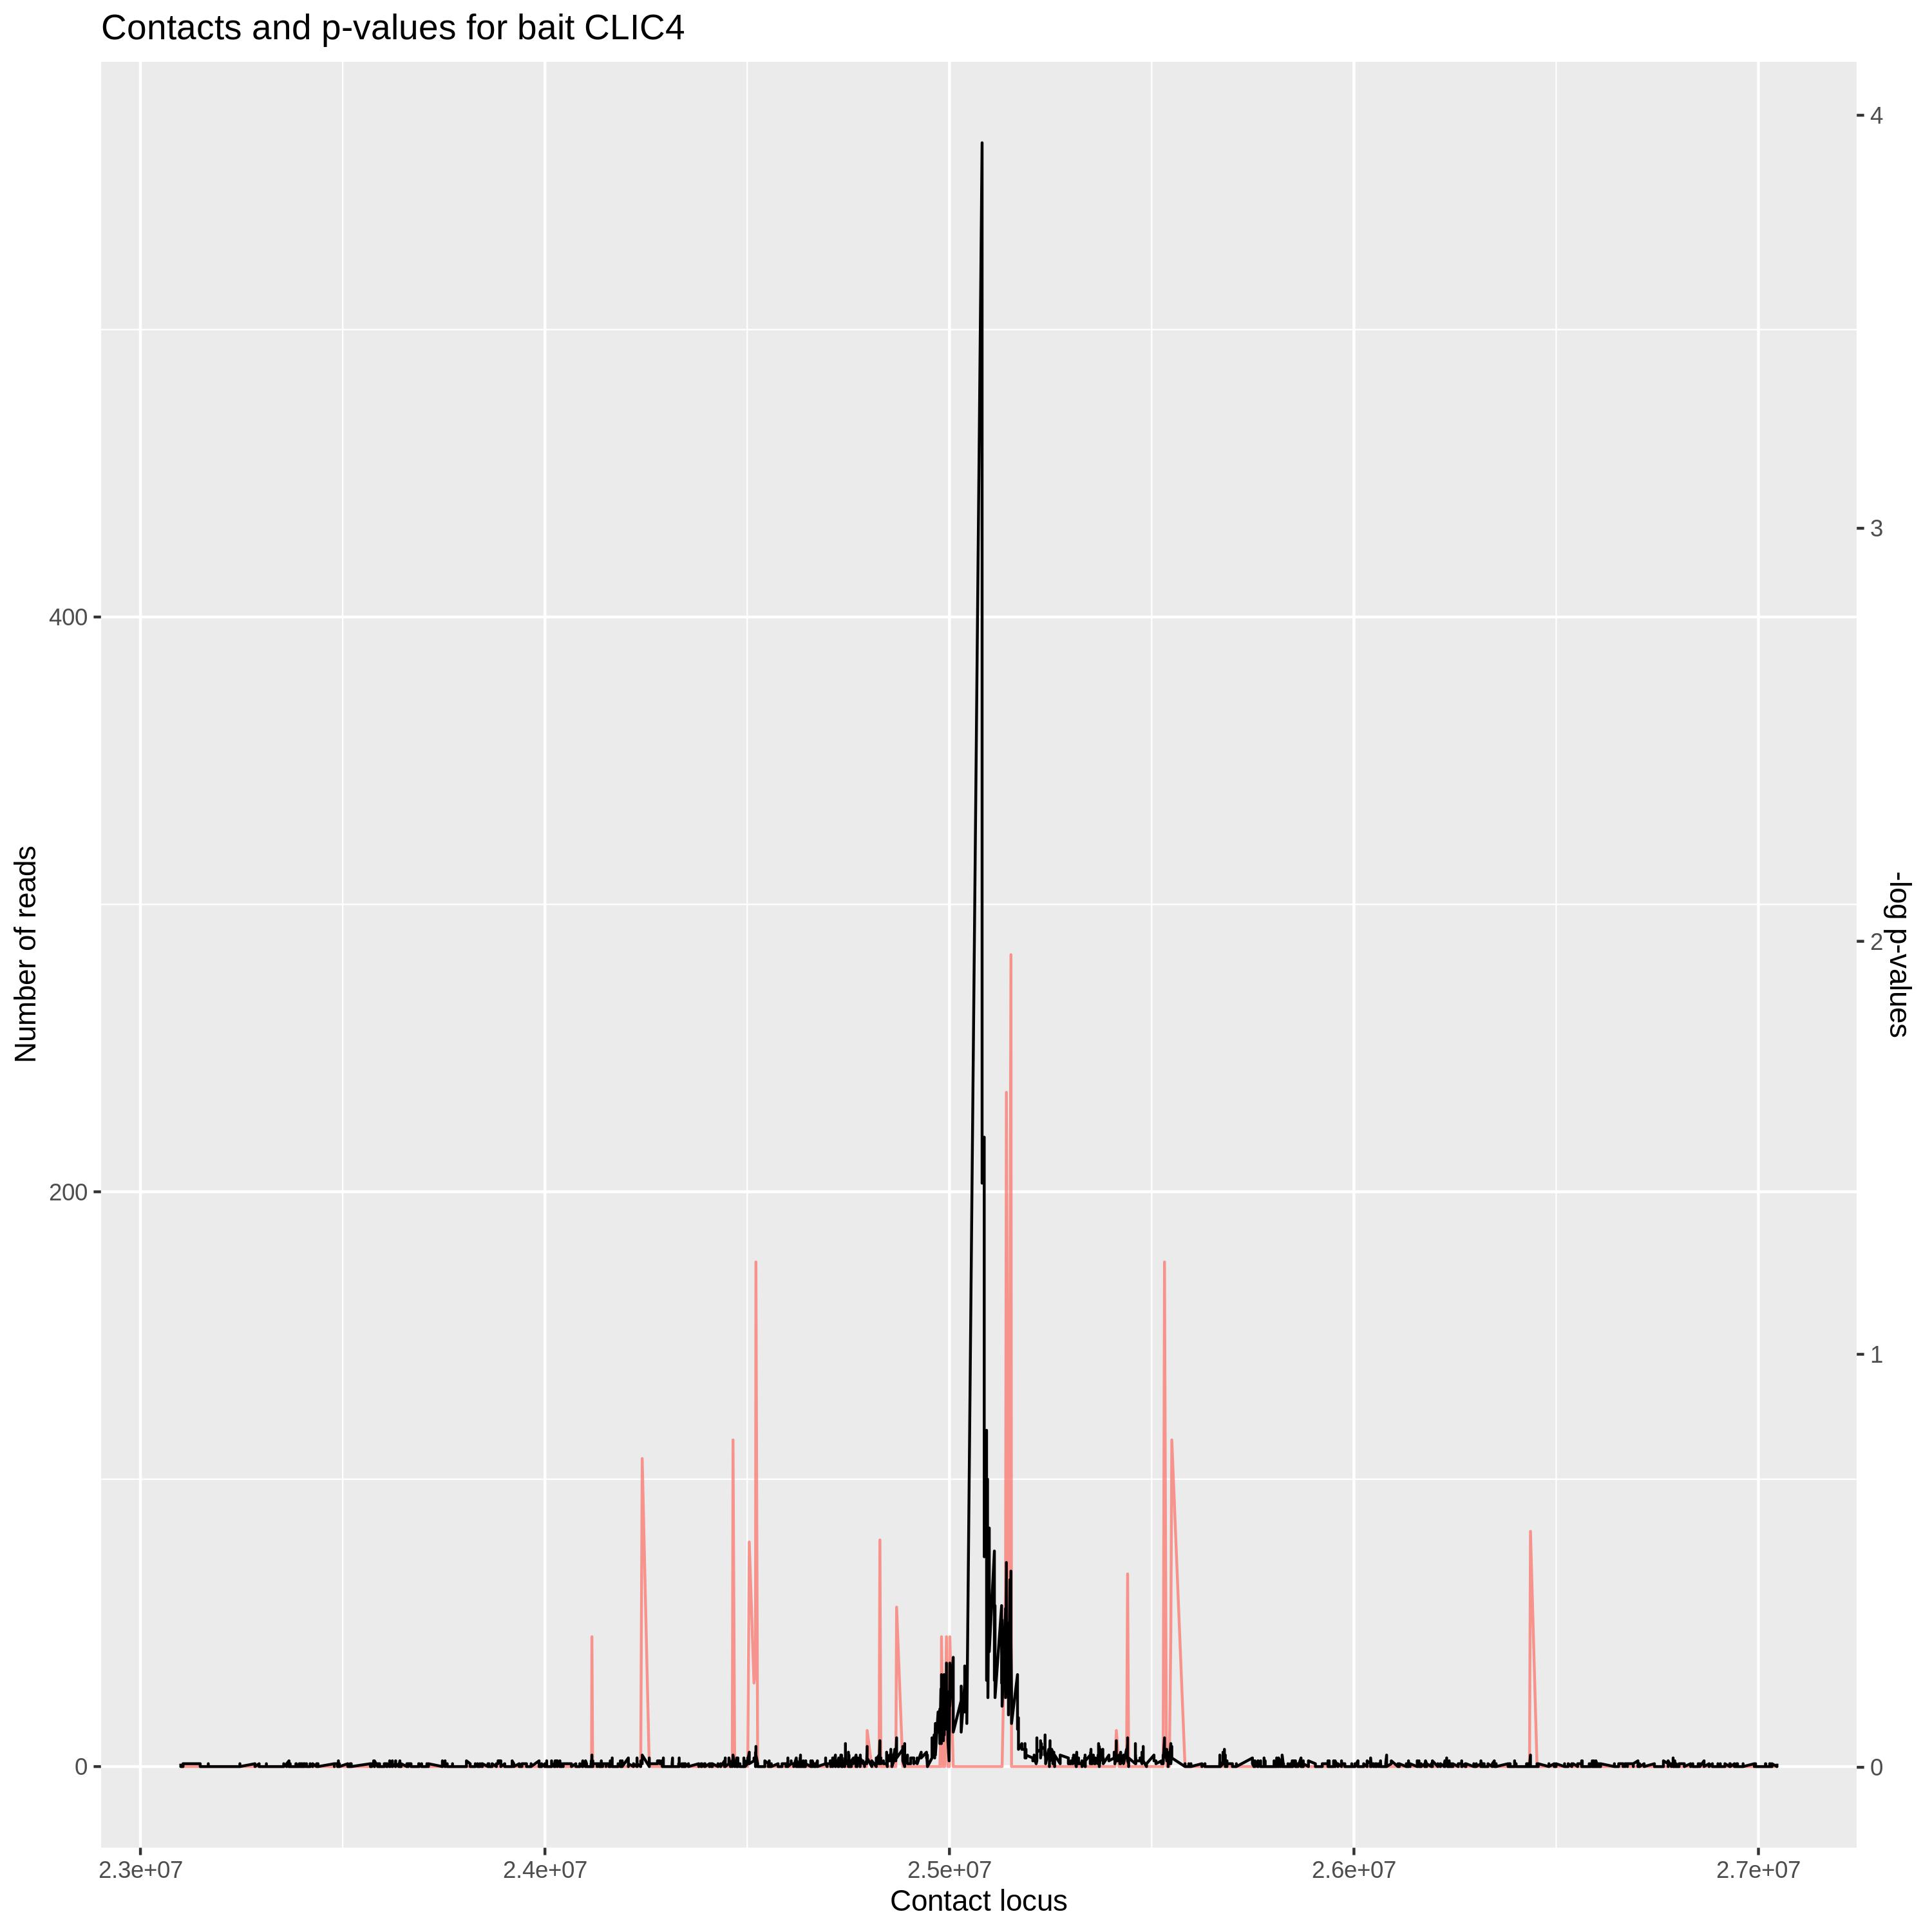 Contacts and p-values for bait CLIC4
Number of reads
400
200
0
4
3
2
1
0
-log p-values
2.3e+07
2.4e+07
2.5e+07
2.6e+07
2.7e+07
Contact locus